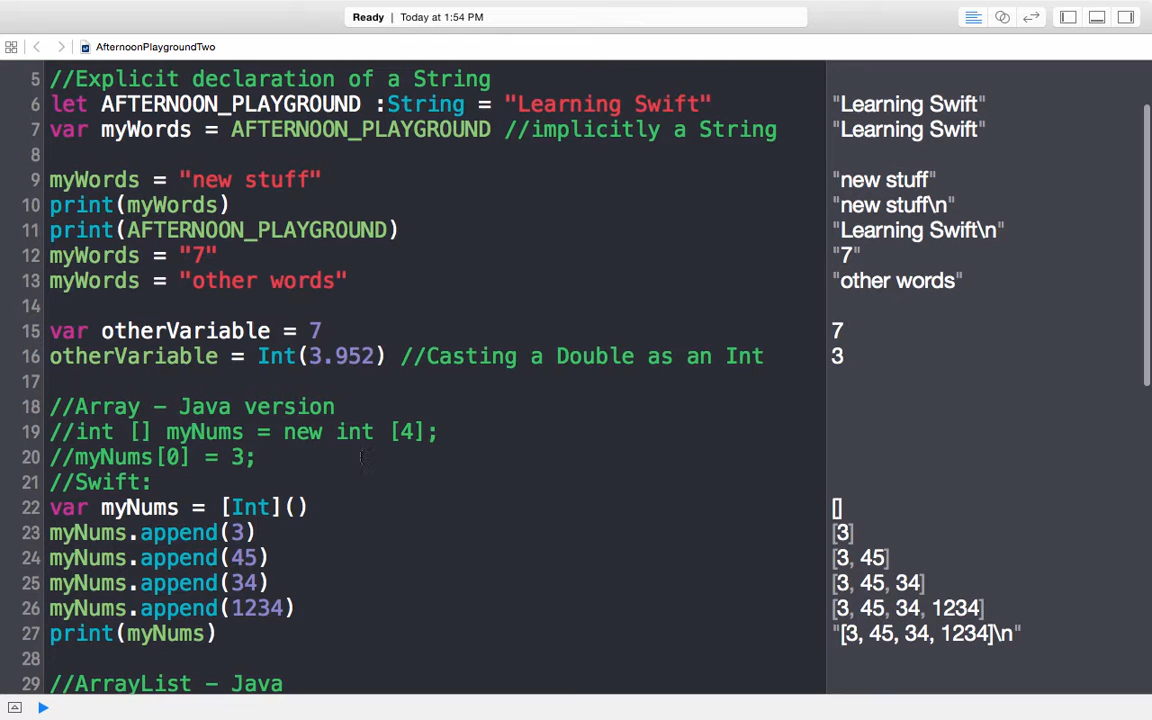 Ready | Today at 1:54 PM
AfternoonPlaygroundTwo
5 //Explicit declaration of a String
6 let AFTERNOON_PLAYGROUND :String = "Learning Swift" "Learning Swift"
7 var myWords = AFTERNOON_PLAYGROUND //implicitly a String "Learning Swift"
8
9 myWords = "new stuff" "new stuff"
10 print(myWords) "new stuff\n"
11 print(AFTERNOON_PLAYGROUND) "Learning Swift\n"
12 myWords = "7" "7"
13 myWords = "other words" "other words"
14
15 var otherVariable = 7 7
16 otherVariable = Int(3.952) //Casting a Double as an Int 3
17
18 //Array - Java version
19 //int [] myNums = new int [4];
20 //myNums[0] = 3;
21 //Swift:
22 var myNums = [Int]() []
23 myNums.append(3) [3]
24 myNums.append(45) [3, 45]
25 myNums.append(34) [3, 45, 34]
26 myNums.append(1234) [3, 45, 34, 1234]
27 print(myNums) "[3, 45, 34, 1234]\n"
28
29 //ArrayList - Java